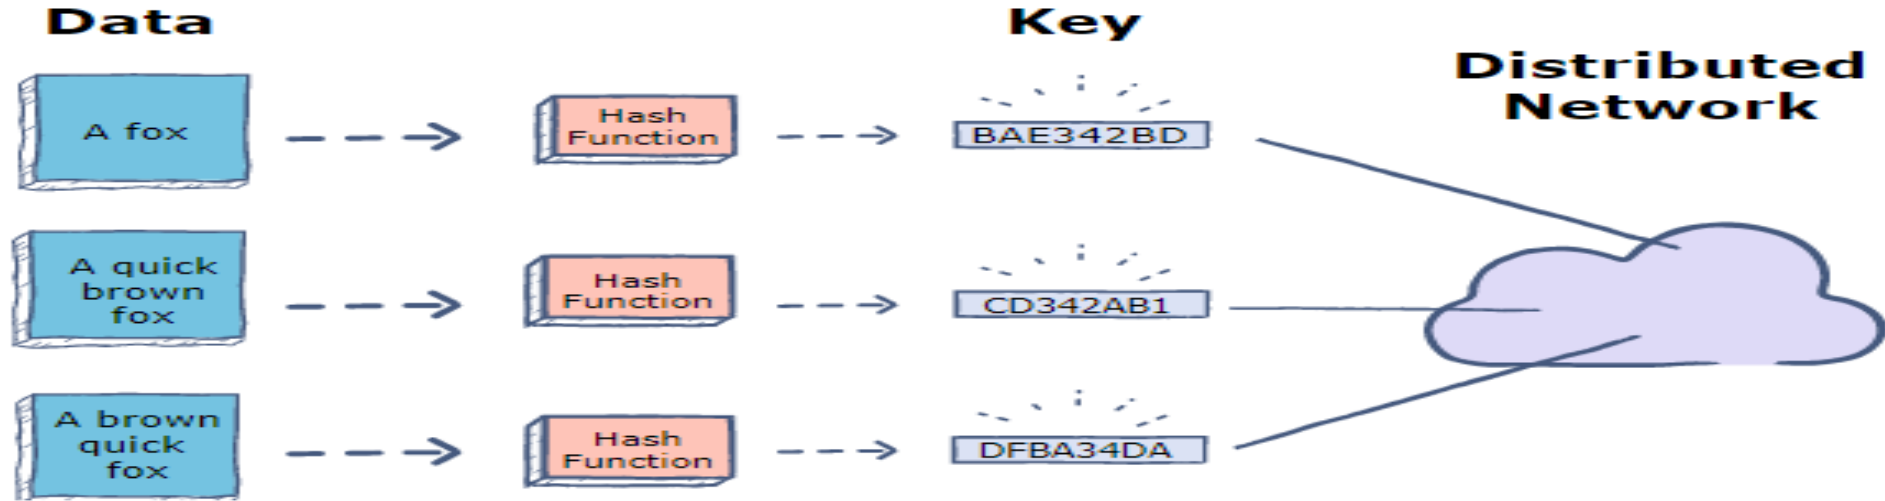 Data
Key
Distributed
Network
A fox
Hash
Function
BAE342BD
A quick
brown
fox
Hash
Function
CD342AB1
A brown
quick
fox
Hash
Function
DFBA34DA